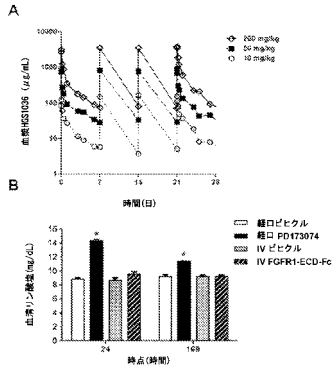 A
10000
1000
100
10
1
血漿HGS1036 (μg/mL)
200 mg/kg
50 mg/kg
10 mg/kg
0 7 14 21 28
時間(日)
B
16
14
12
10
8
6
4
2
0
血清リン酸塩(mg/dL)
* *
経口ビヒクル
経口 PD173074
IV ビヒクル
IV FGFR1-ECD-Fc
24 168
時点(時間)